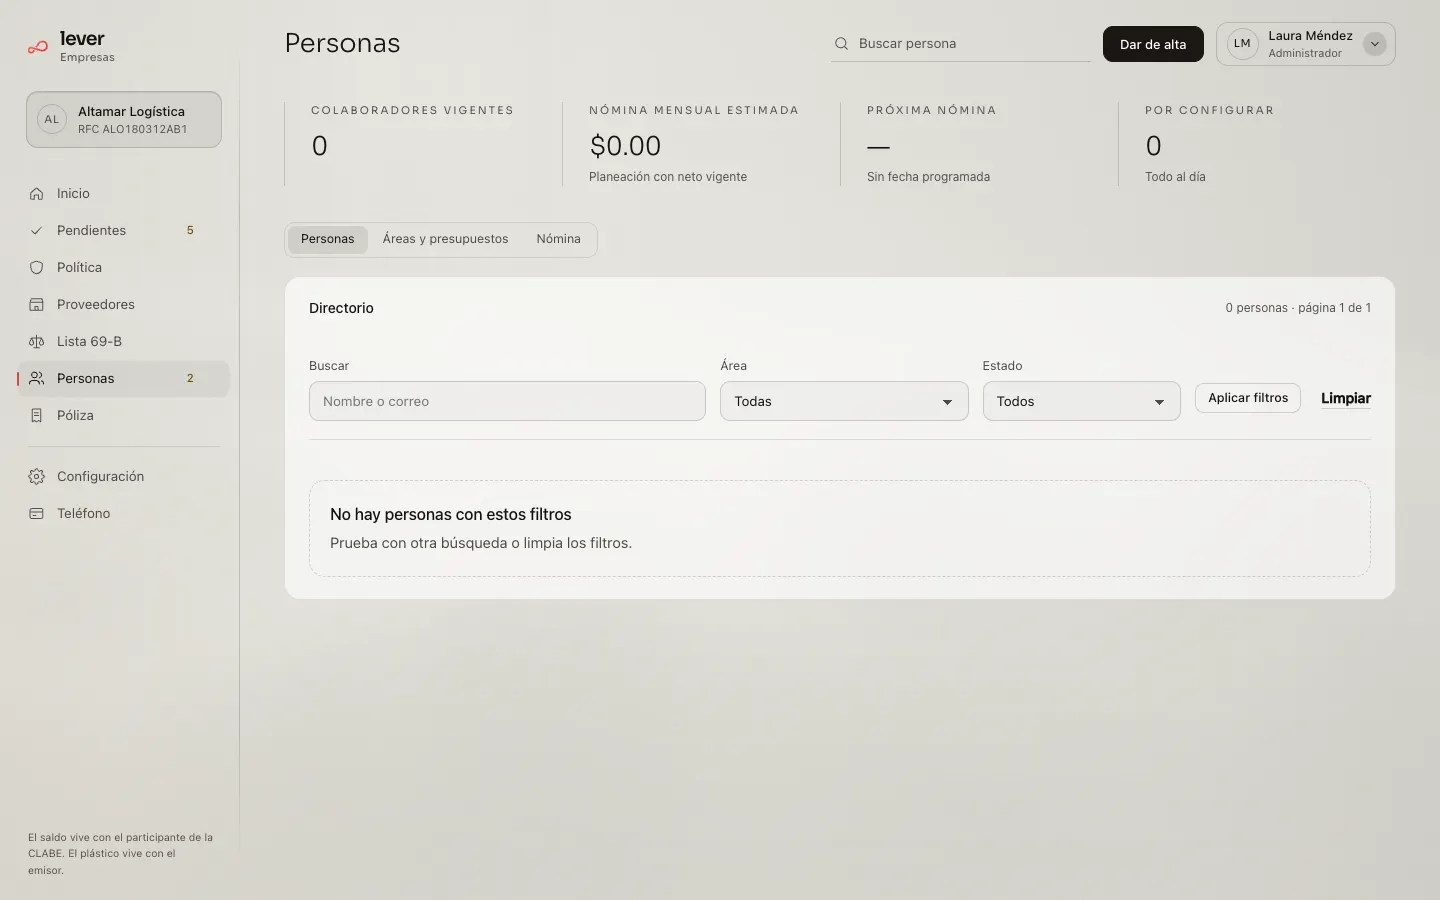 lever
Empresas
AL
Altamar Logística
RFC ALO180312AB1
Inicio
Pendientes 5
Política
Proveedores
Lista 69-B
Personas 2
Póliza
Configuración
Teléfono
El saldo vive con el participante de la
CLABE. El plástico vive con el
emisor.
Personas
Buscar persona
Dar de alta
LM
Laura Méndez
Administrador
COLABORADORES VIGENTES
0
NÓMINA MENSUAL ESTIMADA
$0.00
Planeación con neto vigente
PRÓXIMA NÓMINA
—
Sin fecha programada
POR CONFIGURAR
0
Todo al día
Personas Áreas y presupuestos Nómina
Directorio
0 personas · página 1 de 1
Buscar
Nombre o correo
Área
Todas
Estado
Todos
Aplicar filtros
Limpiar
No hay personas con estos filtros
Prueba con otra búsqueda o limpia los filtros.